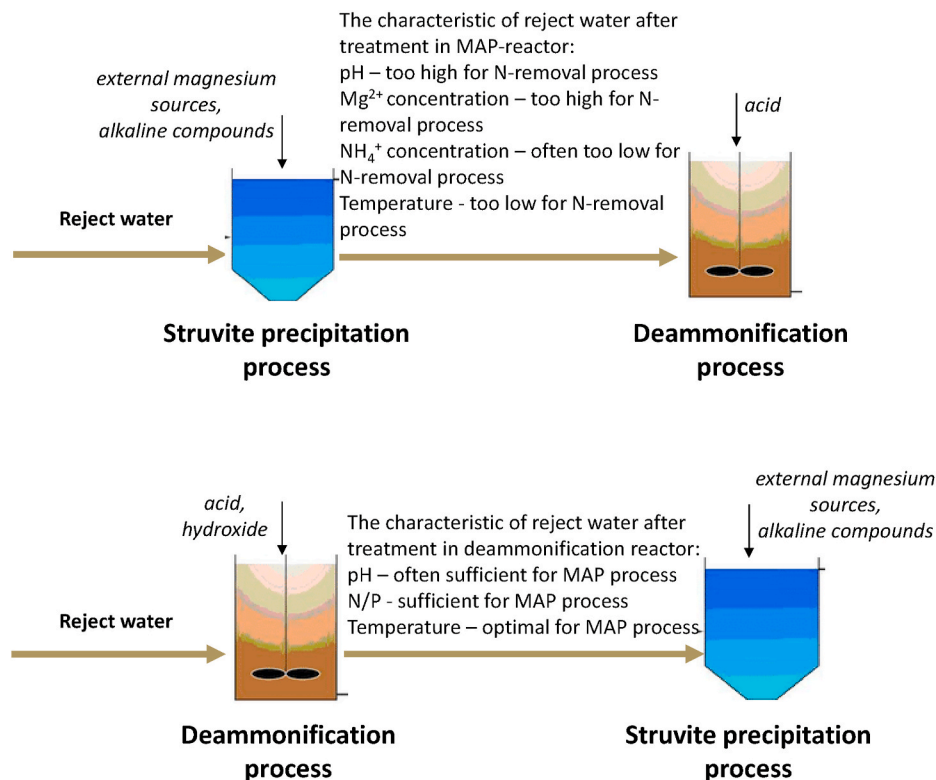 The characteristic of reject water after
treatment in MAP-reactor:
pH – too high for N-removal process
Mg²⁺ concentration – too high for N-
removal process
NH₄⁺ concentration – often too low for
N-removal process
Temperature - too low for N-removal
process
external magnesium
sources,
alkaline compounds
acid
Reject water
Struvite precipitation
process
Deammonification
process
external magnesium
sources,
alkaline compounds
acid,
hydroxide
The characteristic of reject water after
treatment in deammonification reactor:
pH – often sufficient for MAP process
N/P - sufficient for MAP process
Temperature – optimal for MAP process
Reject water
Deammonification
process
Struvite precipitation
process